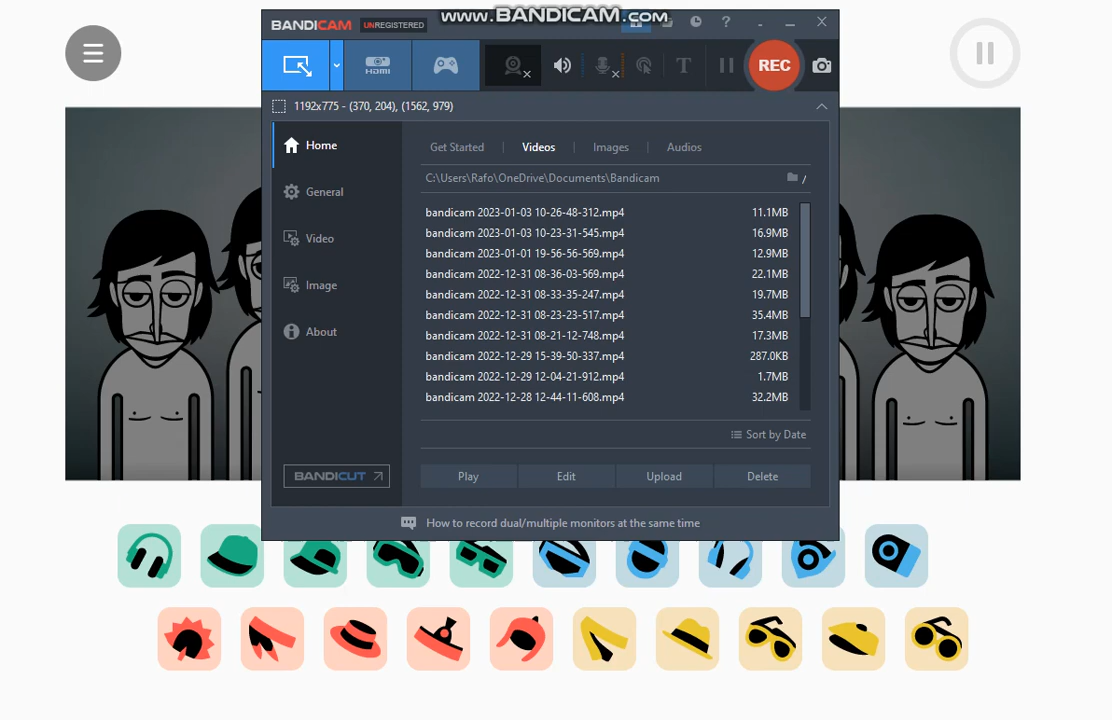 www.BANDICAM.com
BANDICAM UNREGISTERED
HDMI
T
REC
1192x775 - (370, 204), (1562, 979)
Home
General
Video
Image
About
BANDICUT
Get Started
Videos
Images
Audios
C:\Users\Rafo\OneDrive\Documents\Bandicam
/
bandicam 2023-01-03 10-26-48-312.mp4 11.1MB
bandicam 2023-01-03 10-23-31-545.mp4 16.9MB
bandicam 2023-01-01 19-56-56-569.mp4 12.9MB
bandicam 2022-12-31 08-36-03-569.mp4 22.1MB
bandicam 2022-12-31 08-33-35-247.mp4 19.7MB
bandicam 2022-12-31 08-23-23-517.mp4 35.4MB
bandicam 2022-12-31 08-21-12-748.mp4 17.3MB
bandicam 2022-12-29 15-39-50-337.mp4 287.0KB
bandicam 2022-12-29 12-04-21-912.mp4 1.7MB
bandicam 2022-12-28 12-44-11-608.mp4 32.2MB
Sort by Date
Play
Edit
Upload
Delete
How to record dual/multiple monitors at the same time